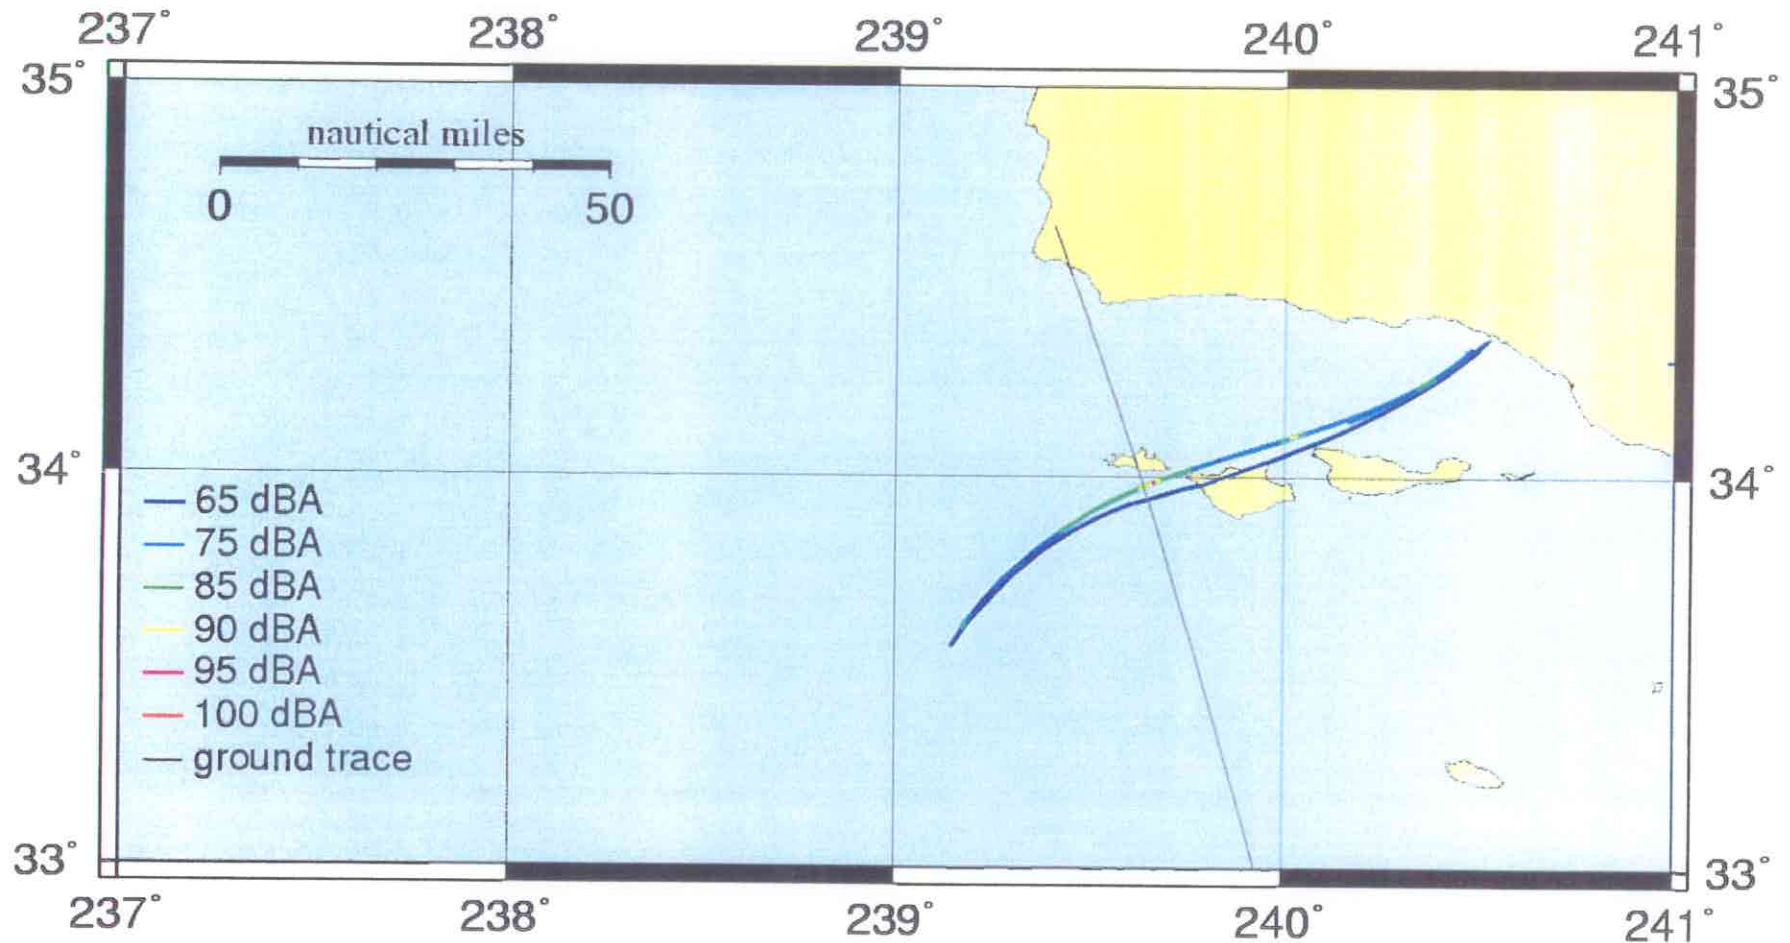 237° 238° 239° 240° 241°
35° 35°
nautical miles
0 50
34° 34°
65 dBA
75 dBA
85 dBA
90 dBA
95 dBA
100 dBA
ground trace
33° 33°
237° 238° 239° 240° 241°